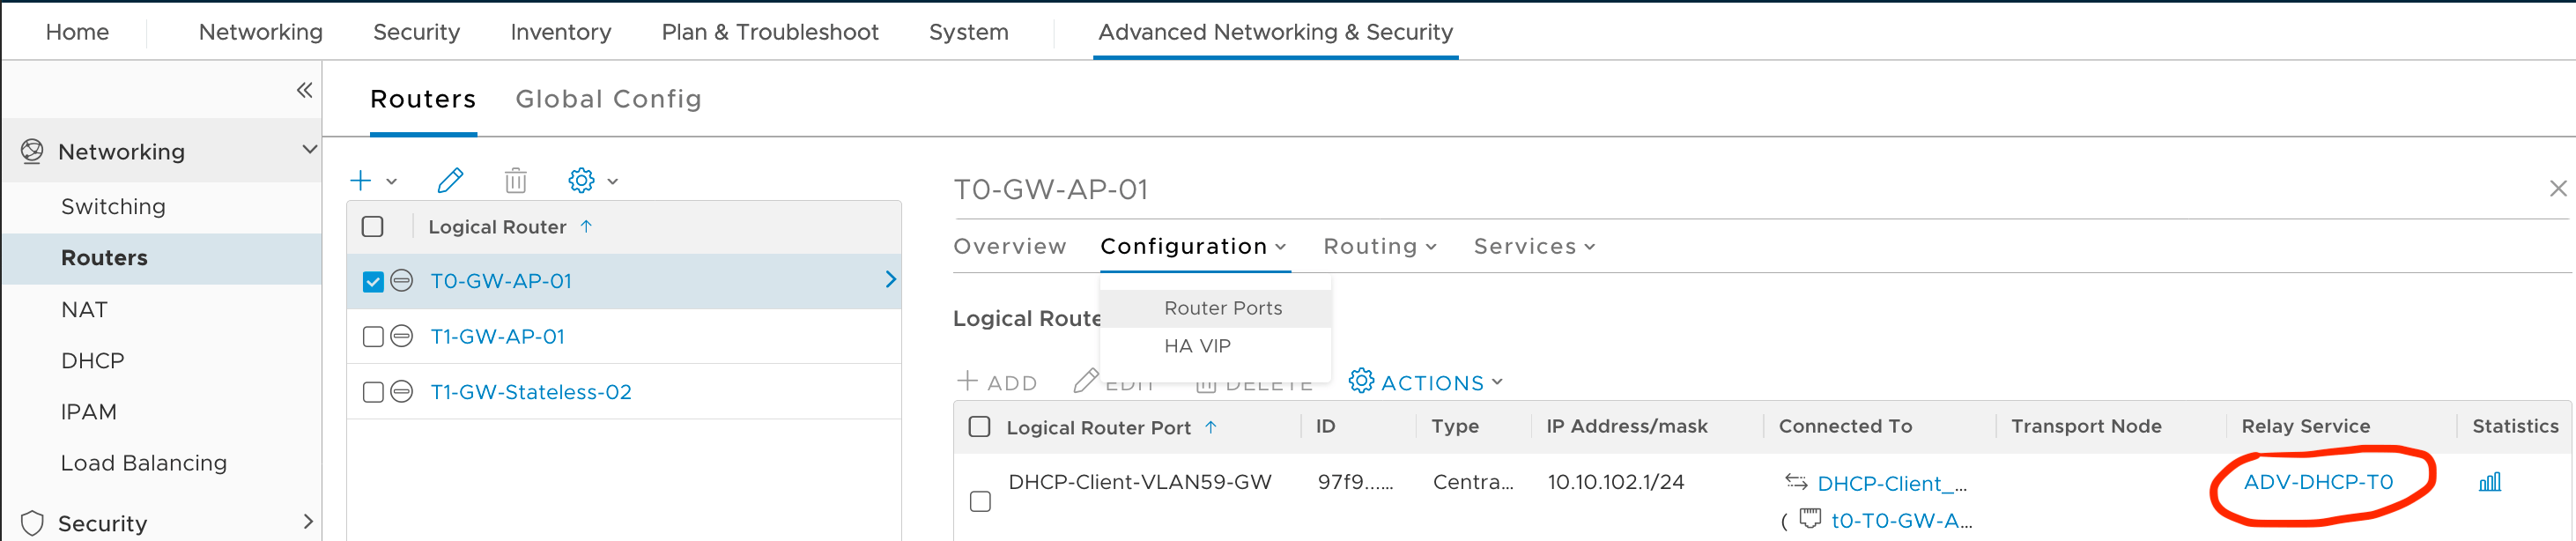 Home Networking Security Inventory Plan & Troubleshoot System Advanced Networking & Security
Routers Global Config
Networking
Switching
Routers
NAT
DHCP
IPAM
Load Balancing
Security
Logical Router ↑
T0-GW-AP-01
T1-GW-AP-01
T1-GW-Stateless-02
T0-GW-AP-01
Overview Configuration Routing Services
Router Ports
HA VIP
Logical Route
+ ADD EDIT DELETE ACTIONS
Logical Router Port ↑ ID Type IP Address/mask Connected To Transport Node Relay Service Statistics
DHCP-Client-VLAN59-GW 97f9...... Centra... 10.10.102.1/24 DHCP-Client_... ADV-DHCP-T0
( t0-T0-GW-A...